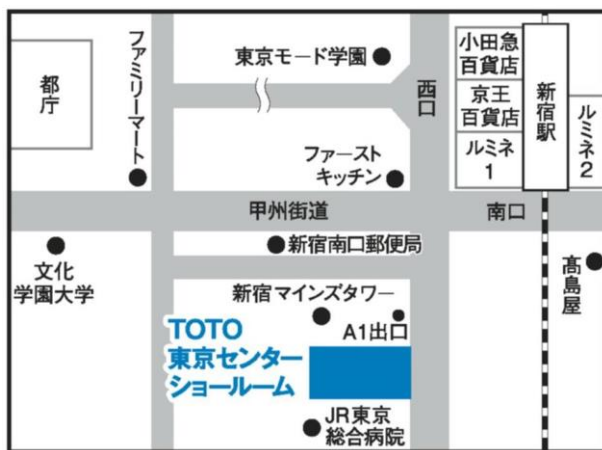 都庁
ファミリーマート
東京モード学園
西口
小田急
百貨店
京王
百貨店
ルミネ
1
新宿駅
ルミネ2
ファースト
キッチン
甲州街道
南口
新宿南口郵便局
文化
学園大学
髙島屋
新宿マインズタワー
A1出口
TOTO
東京センター
ショールーム
JR東京
総合病院